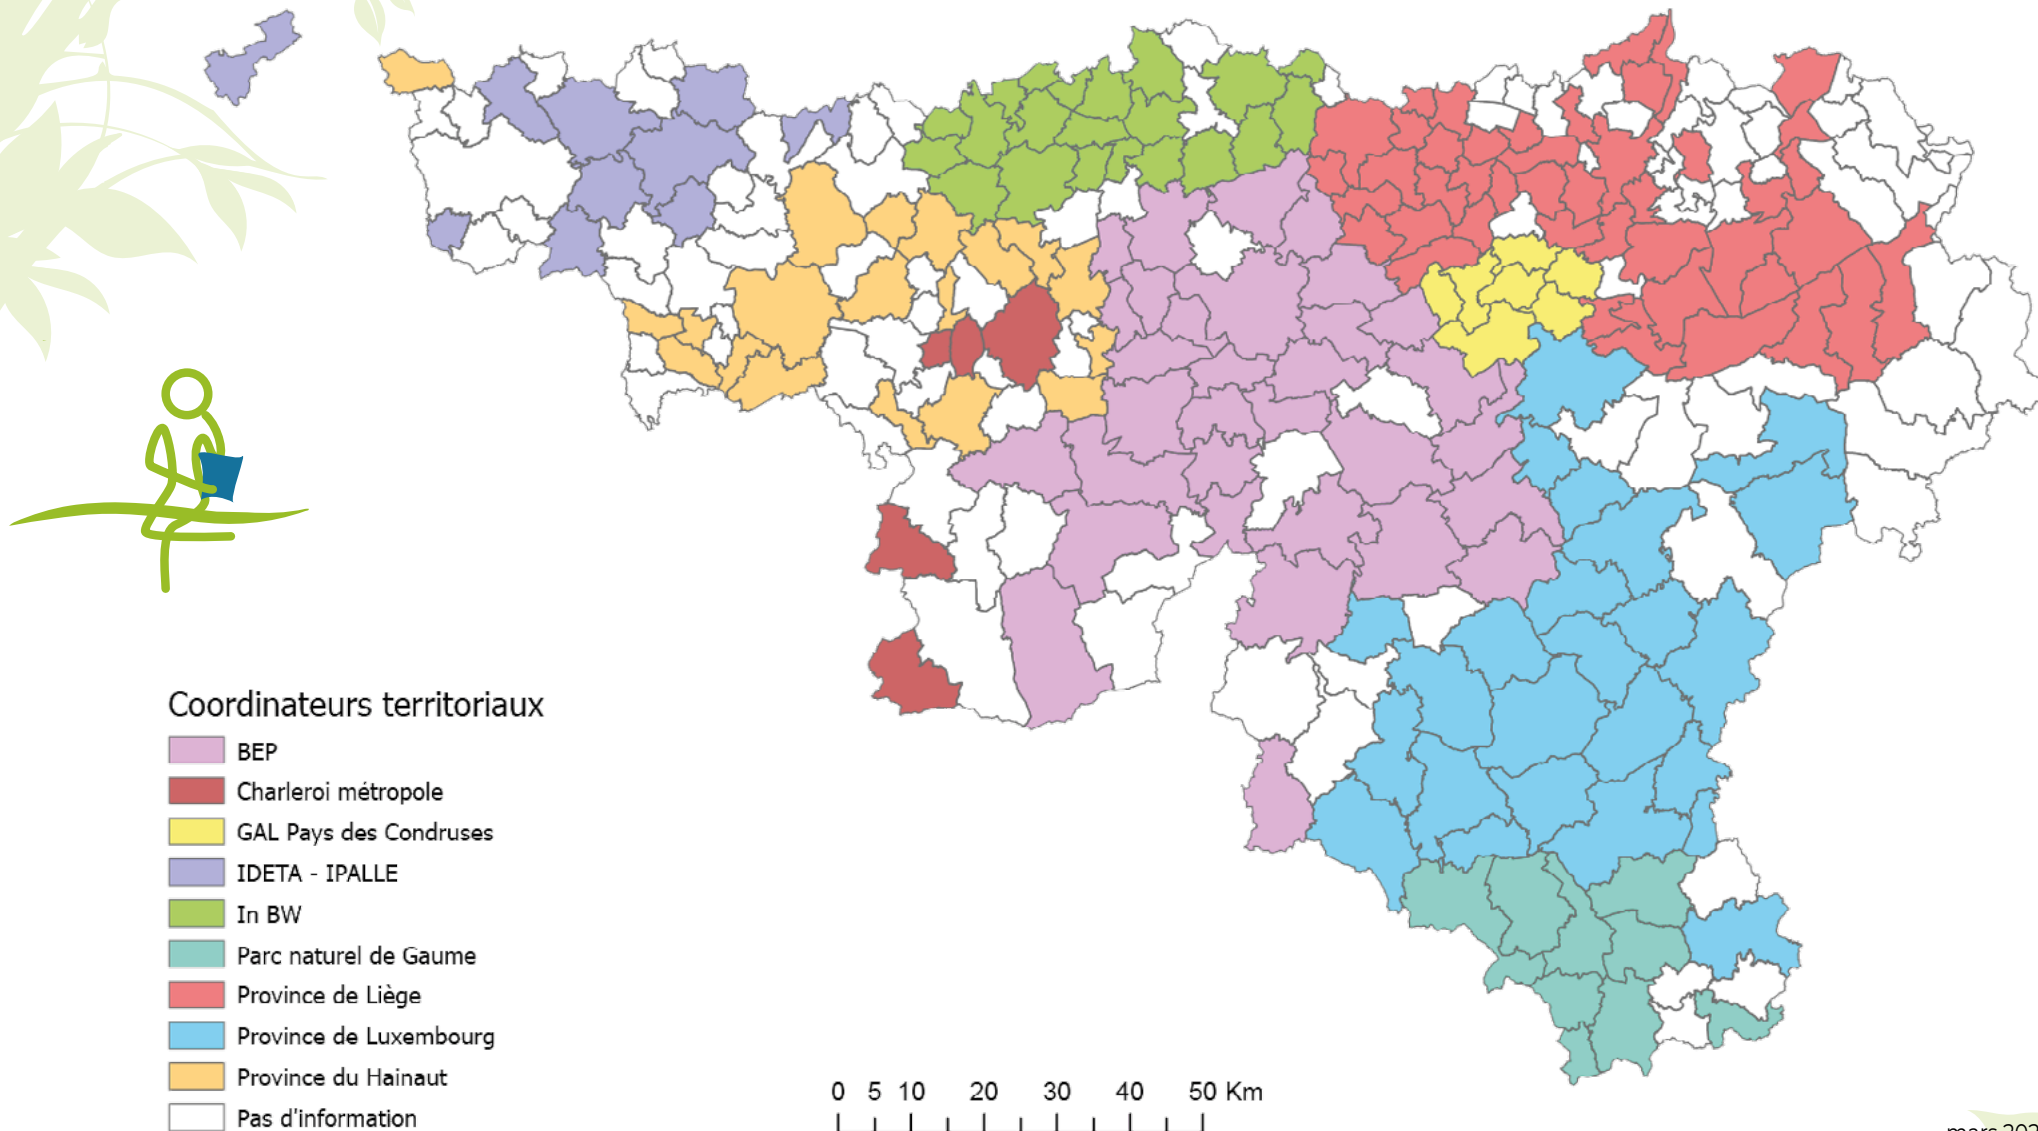 Coordinateurs territoriaux
BEP
Charleroi métropole
GAL Pays des Condruses
IDETA - IPALLE
In BW
Parc naturel de Gaume
Province de Liège
Province de Luxembourg
Province du Hainaut
Pas d'information
0 5 10 20 30 40 50 Km
mars